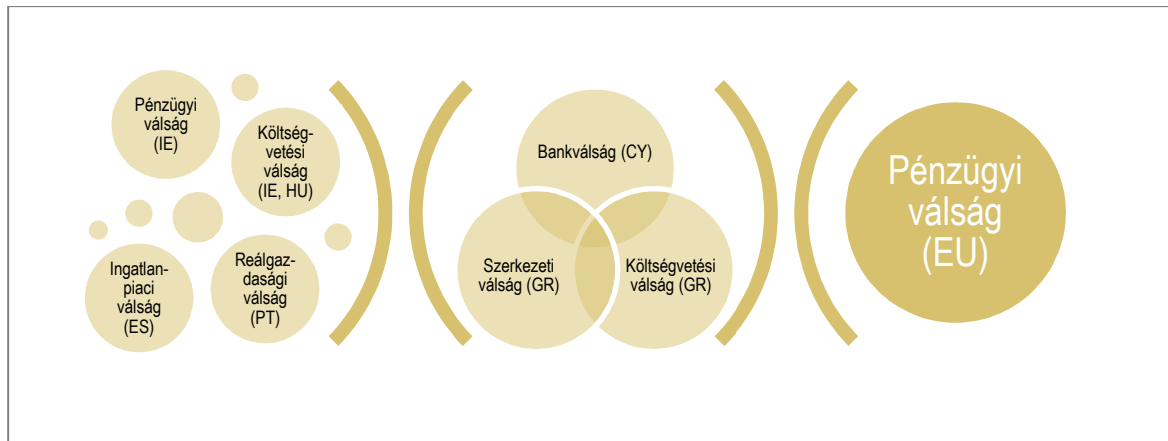 Pénzügyi
válság
(IE)
Költség-
vetési
válság
(IE, HU)
Ingatlan-
piaci
válság
(ES)
Reálgaz-
dasági
válság
(PT)
Bankválság (CY)
Szerkezeti
válság (GR)
Költségvetési
válság (GR)
Pénzügyi
válság
(EU)